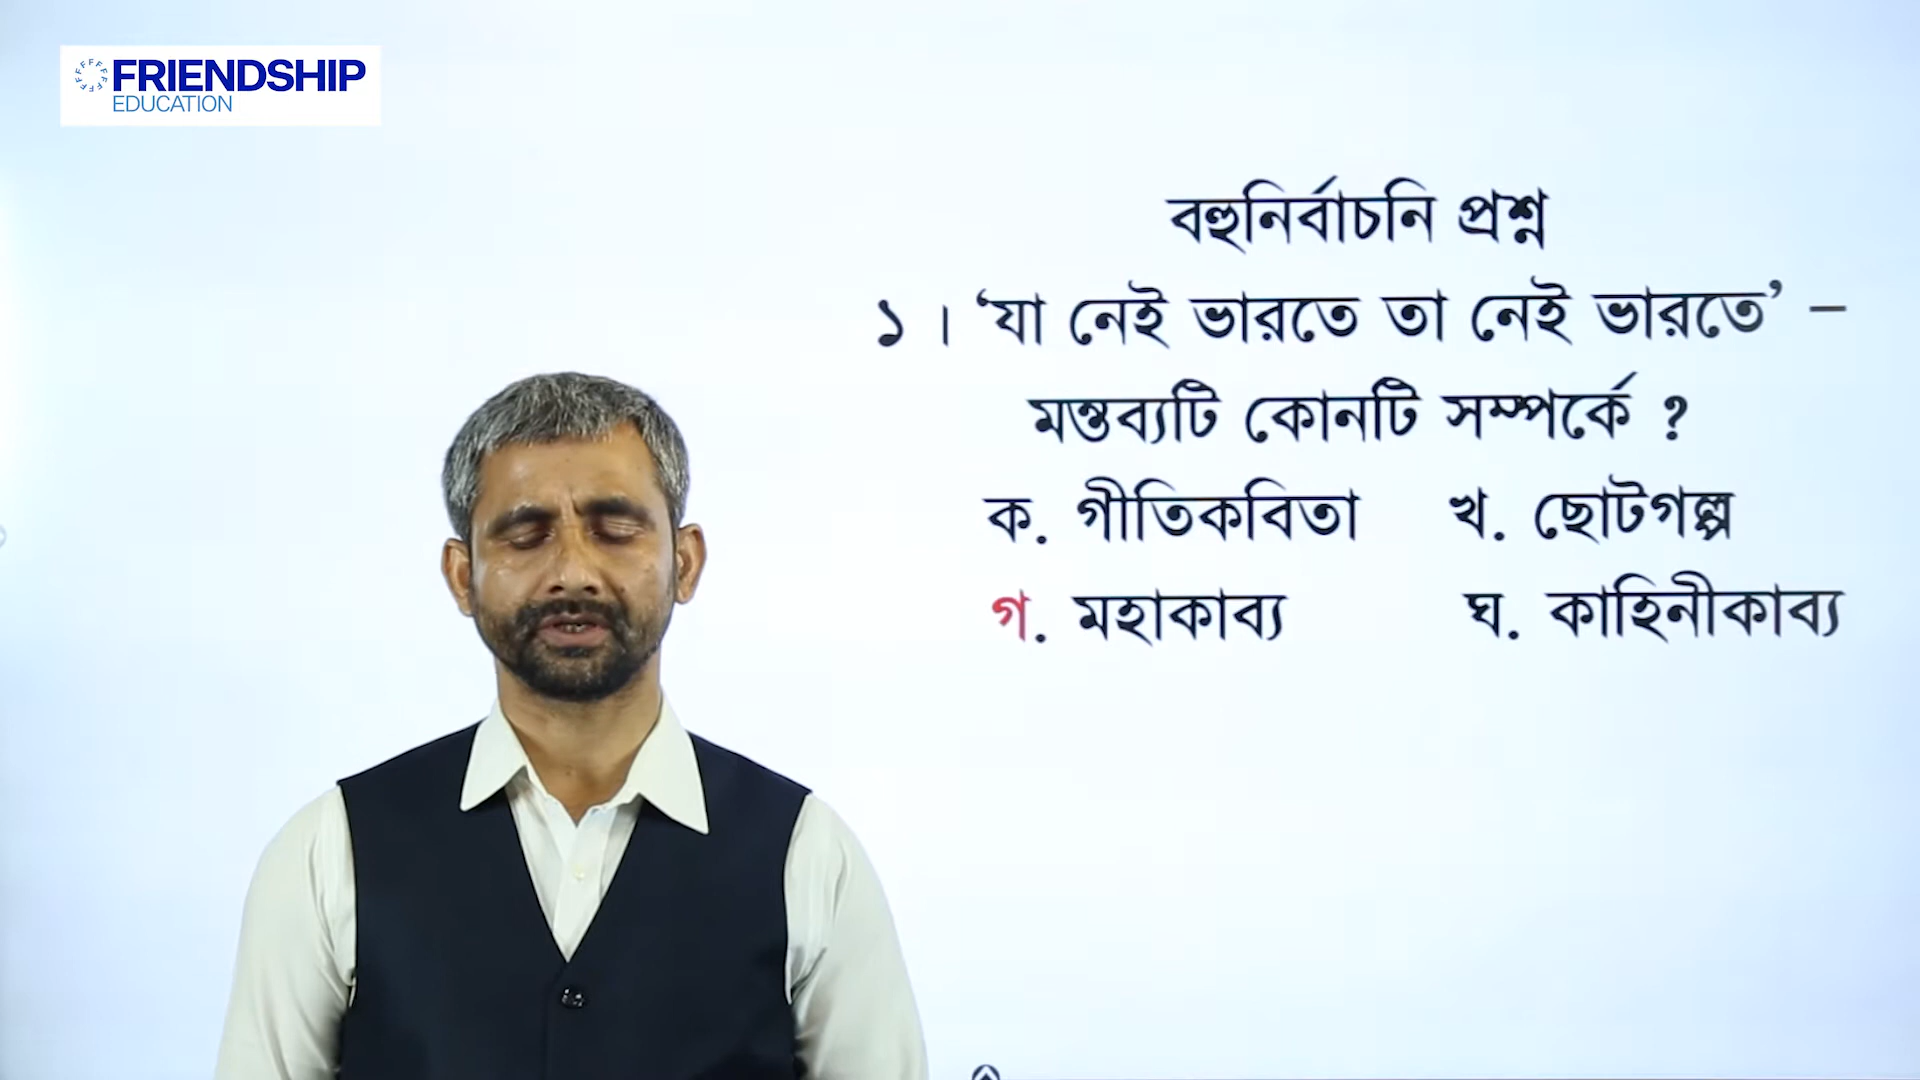 FRIENDSHIP
EDUCATION
বহুনির্বাচনি প্রশ্ন
১। ‘যা নেই ভারতে তা নেই ভারতে’ –
মন্তব্যটি কোনটি সম্পর্কে ?
ক. গীতিকবিতা খ. ছোটগল্প
গ. মহাকাব্য ঘ. কাহিনীকাব্য